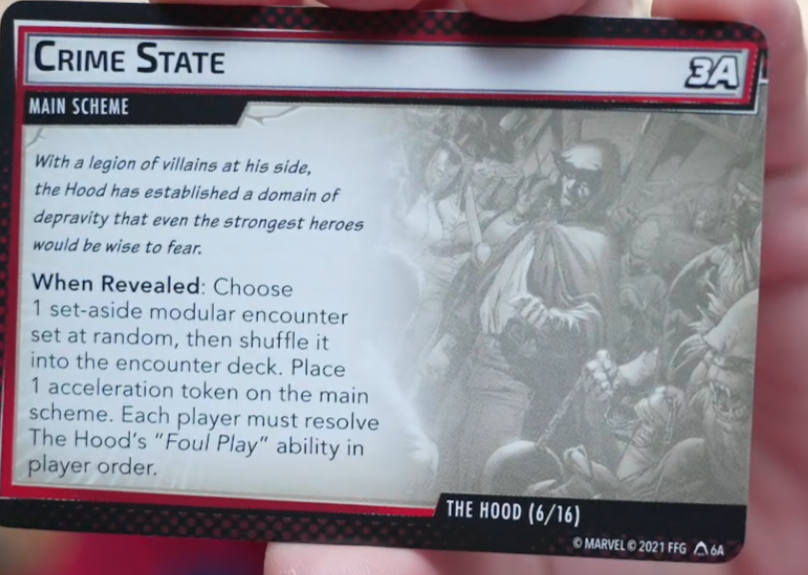 CRIME STATE
3A
MAIN SCHEME
With a legion of villains at his side,
the Hood has established a domain of
depravity that even the strongest heroes
would be wise to fear.
When Revealed: Choose
1 set-aside modular encounter
set at random, then shuffle it
into the encounter deck. Place
1 acceleration token on the main
scheme. Each player must resolve
The Hood's "Foul Play" ability in
player order.
THE HOOD (6/16)
© MARVEL © 2021 FFG 6A